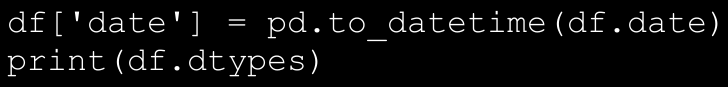 df['date'] = pd.to_datetime(df.date)
print(df.dtypes)